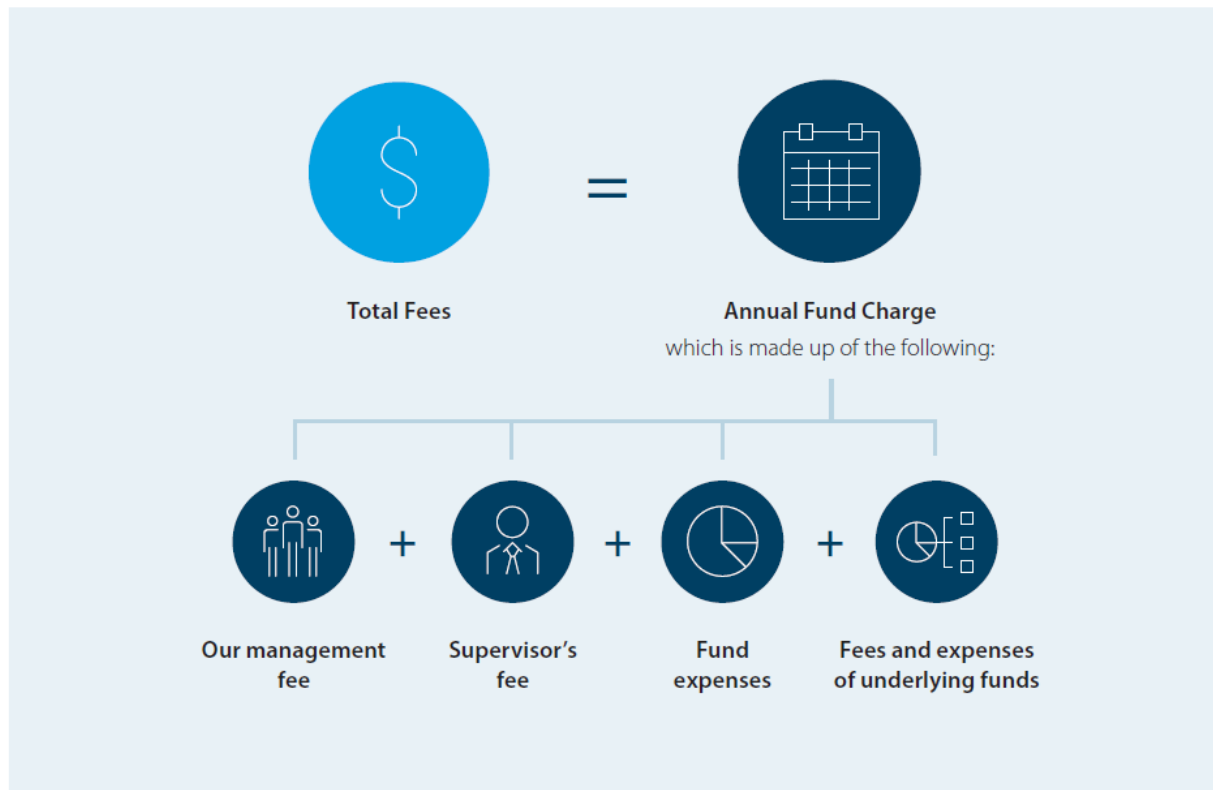 $
=
Total Fees
Annual Fund Charge
which is made up of the following:
+ + +
Our management
fee
Supervisor's
fee
Fund
expenses
Fees and expenses
of underlying funds